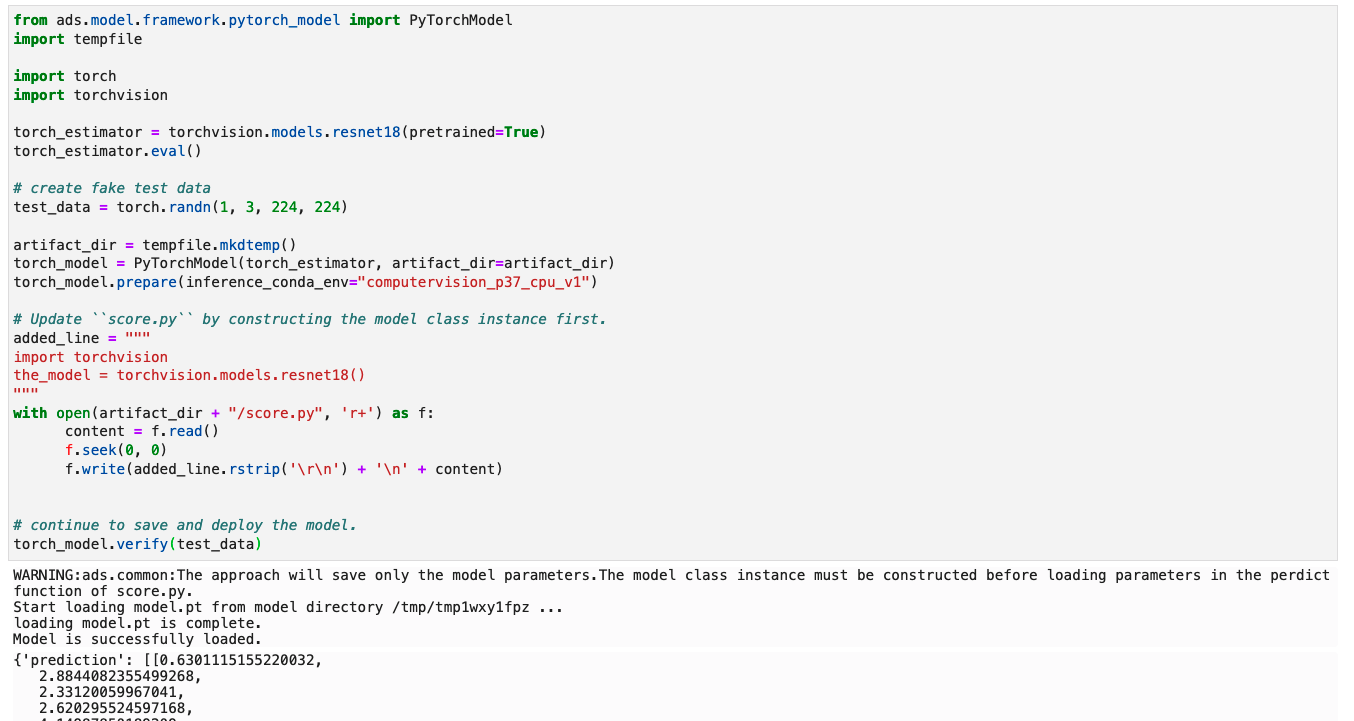 from ads.model.framework.pytorch_model import PyTorchModel
import tempfile

import torch
import torchvision

torch_estimator = torchvision.models.resnet18(pretrained=True)
torch_estimator.eval()

# create fake test data
test_data = torch.randn(1, 3, 224, 224)

artifact_dir = tempfile.mkdtemp()
torch_model = PyTorchModel(torch_estimator, artifact_dir=artifact_dir)
torch_model.prepare(inference_conda_env="computervision_p37_cpu_v1")

# Update ``score.py`` by constructing the model class instance first.
added_line = """
import torchvision
the_model = torchvision.models.resnet18()
"""
with open(artifact_dir + "/score.py", 'r+') as f:
      content = f.read()
      f.seek(0, 0)
      f.write(added_line.rstrip('\r\n') + '\n' + content)

# continue to save and deploy the model.
torch_model.verify(test_data)
WARNING:ads.common:The approach will save only the model parameters.The model class instance must be constructed before loading parameters in the perdict
function of score.py.
Start loading model.pt from model directory /tmp/tmp1wxy1fpz ...
loading model.pt is complete.
Model is successfully loaded.
{'prediction': [[0.6301115155220032,
   2.8844082355499268,
   2.33120059967041,
   2.620295524597168,